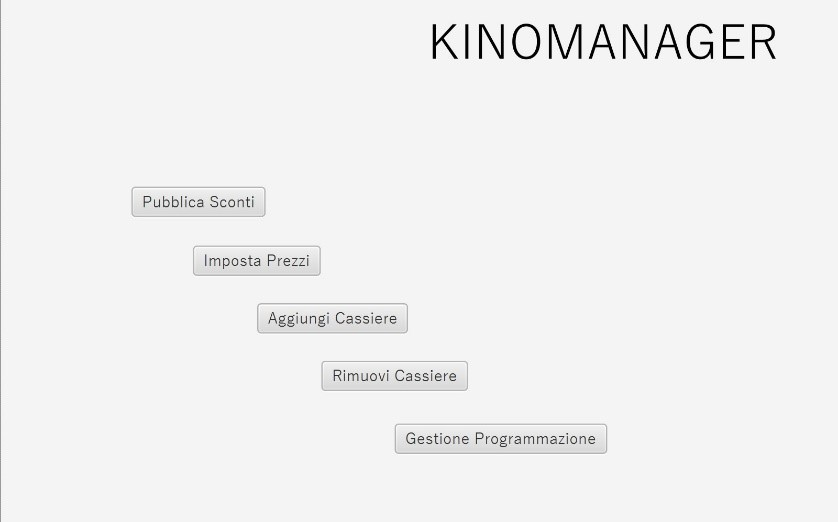 KINOMANAGER
Pubblica Sconti
Imposta Prezzi
Aggiungi Cassiere
Rimuovi Cassiere
Gestione Programmazione